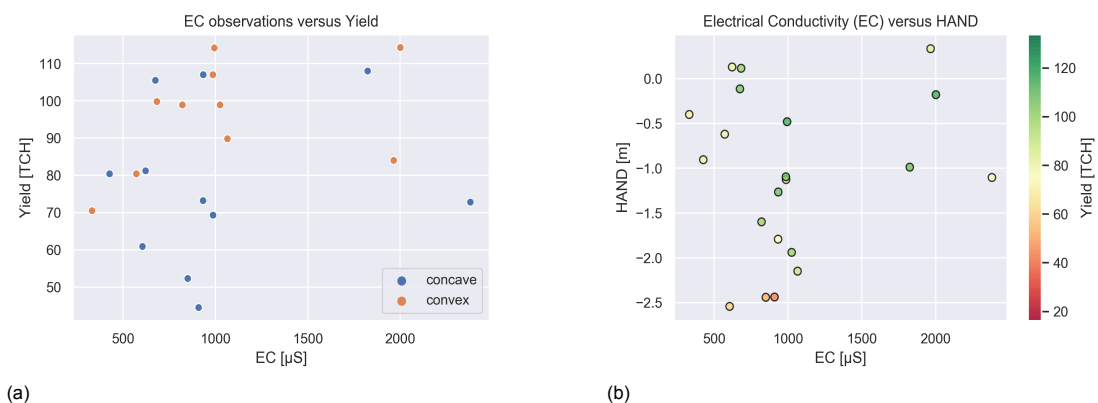 EC observations versus Yield
110
100
90
80
70
60
50
Yield [TCH]
concave
convex
500
1000
1500
2000
EC [µS]
(a)
Electrical Conductivity (EC) versus HAND
0.0
−0.5
−1.0
−1.5
−2.0
−2.5
HAND [m]
500
1000
1500
2000
EC [µS]
120
100
80
60
40
20
Yield [TCH]
(b)